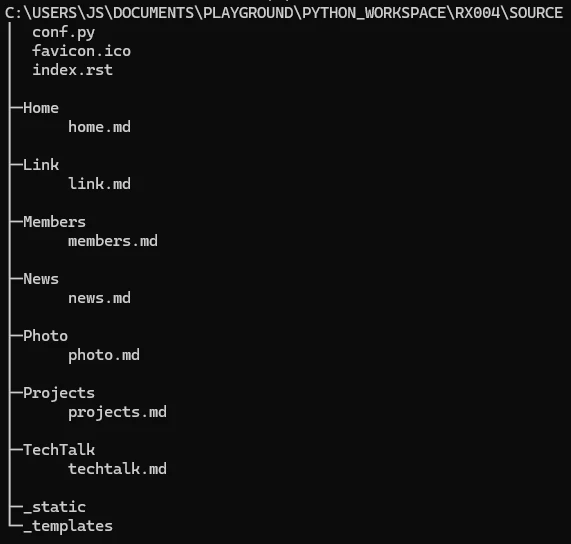 C:\USERS\JS\DOCUMENTS\PLAYGROUND\PYTHON_WORKSPACE\RX004\SOURCE
│  conf.py
│  favicon.ico
│  index.rst
│
├─Home
│      home.md
│
├─Link
│      link.md
│
├─Members
│      members.md
│
├─News
│      news.md
│
├─Photo
│      photo.md
│
├─Projects
│      projects.md
│
├─TechTalk
│      techtalk.md
│
├─_static
└─_templates